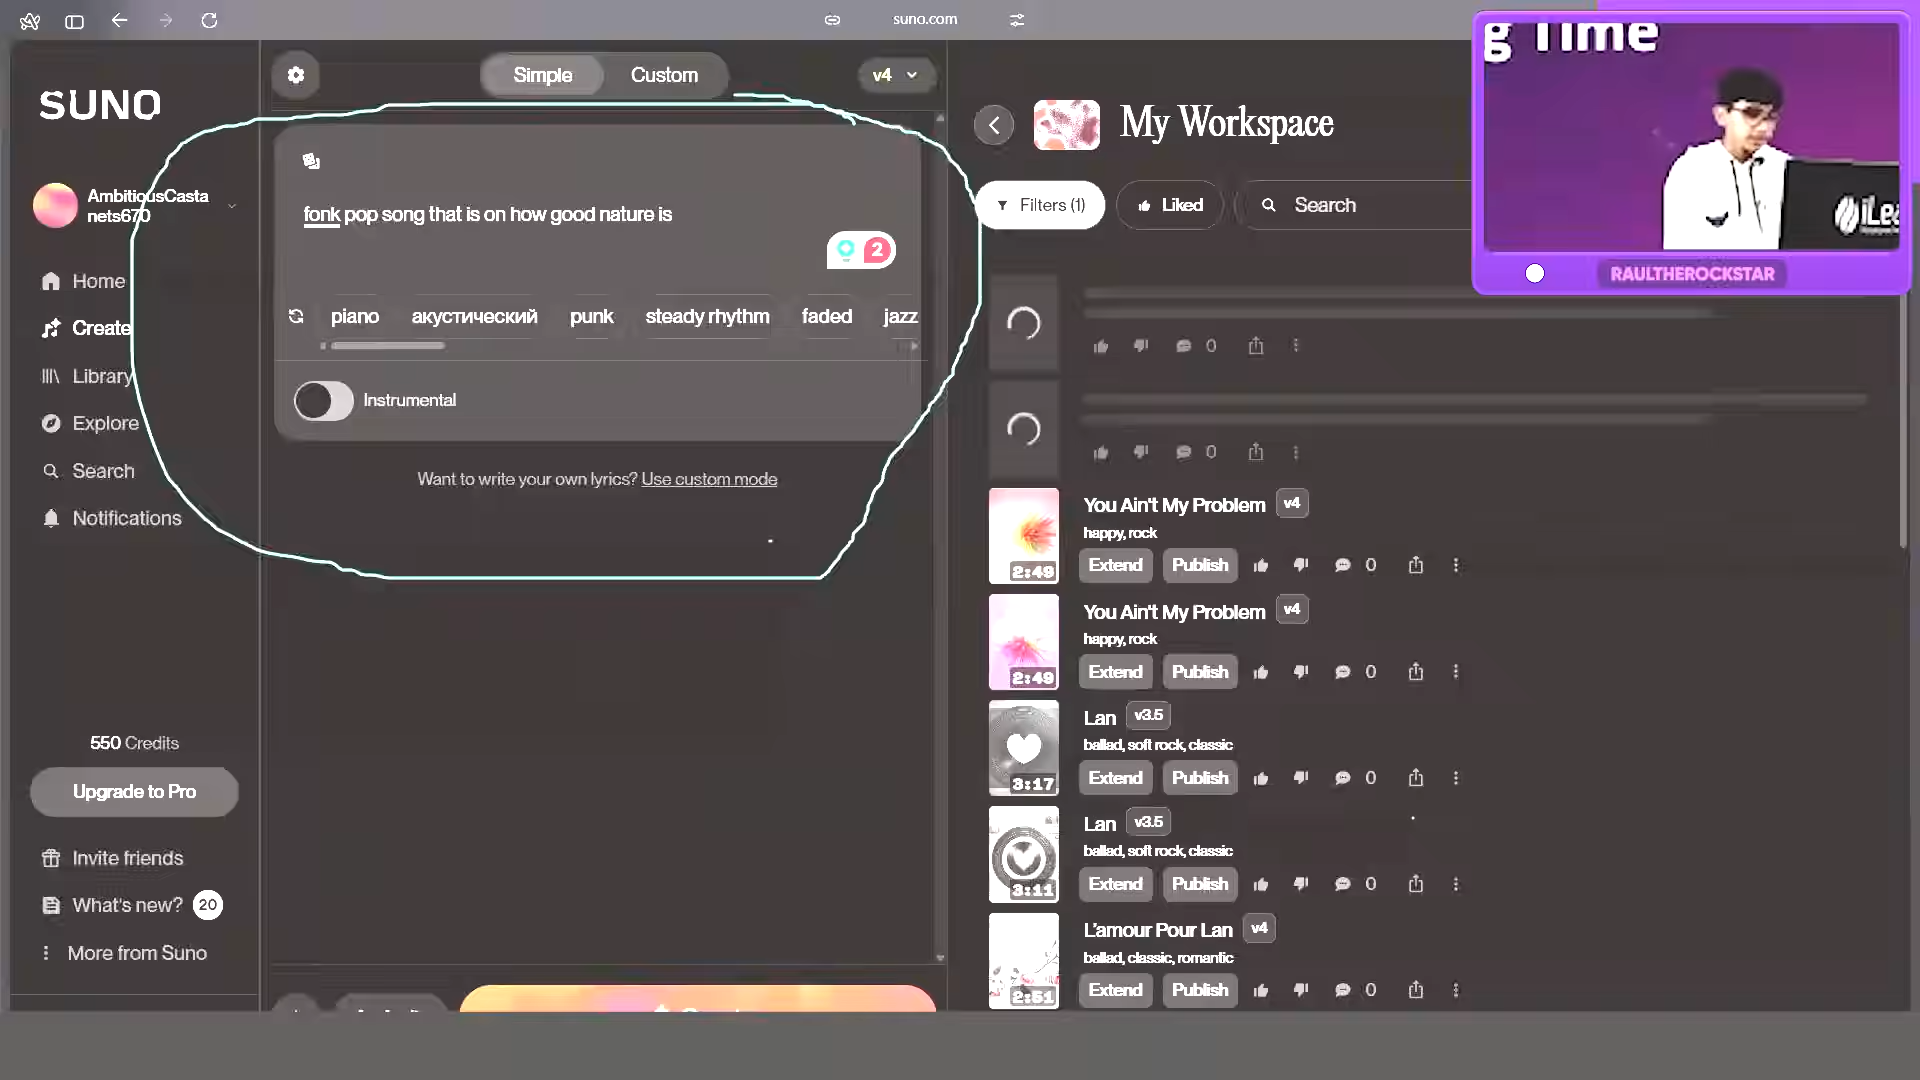 suno.com
g Time
SUNO
Simple
Custom
v4
My Workspace
AmbitiousCasta
nets670
Filters (1)
Liked
Search
fonk pop song that is on how good nature is
2
RAULTHEROCKSTAR
Home
Create
Library
Explore
Search
Notifications
piano
акустический
punk
steady rhythm
faded
jazz
Instrumental
Want to write your own lyrics? Use custom mode
0
0
You Ain't My Problem v4
happy, rock
2:49
Extend
Publish
0
You Ain't My Problem v4
happy, rock
2:49
Extend
Publish
0
Lan v3.5
ballad, soft rock, classic
3:17
Extend
Publish
0
Lan v3.5
ballad, soft rock, classic
3:11
Extend
Publish
0
L'amour Pour Lan v4
ballad, classic, romantic
2:51
Extend
Publish
0
550 Credits
Upgrade to Pro
Invite friends
What's new? 20
More from Suno